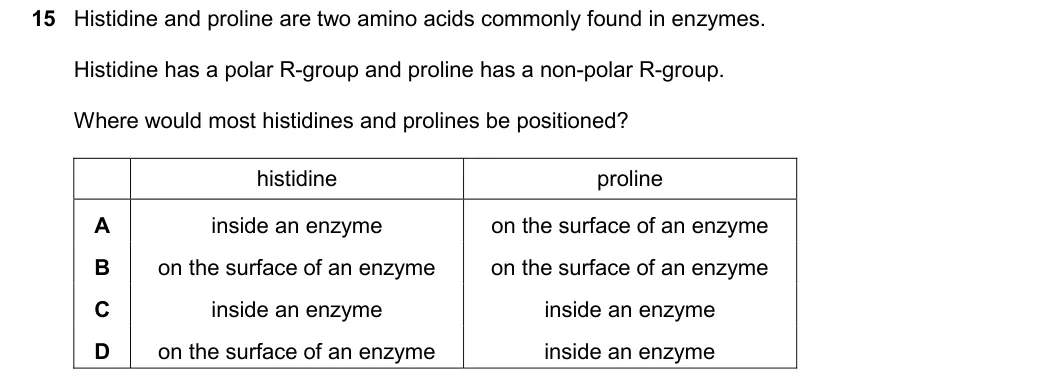 15 Histidine and proline are two amino acids commonly found in enzymes.
Histidine has a polar R-group and proline has a non-polar R-group.
Where would most histidines and prolines be positioned?
histidine proline
A inside an enzyme on the surface of an enzyme
B on the surface of an enzyme on the surface of an enzyme
C inside an enzyme inside an enzyme
D on the surface of an enzyme inside an enzyme